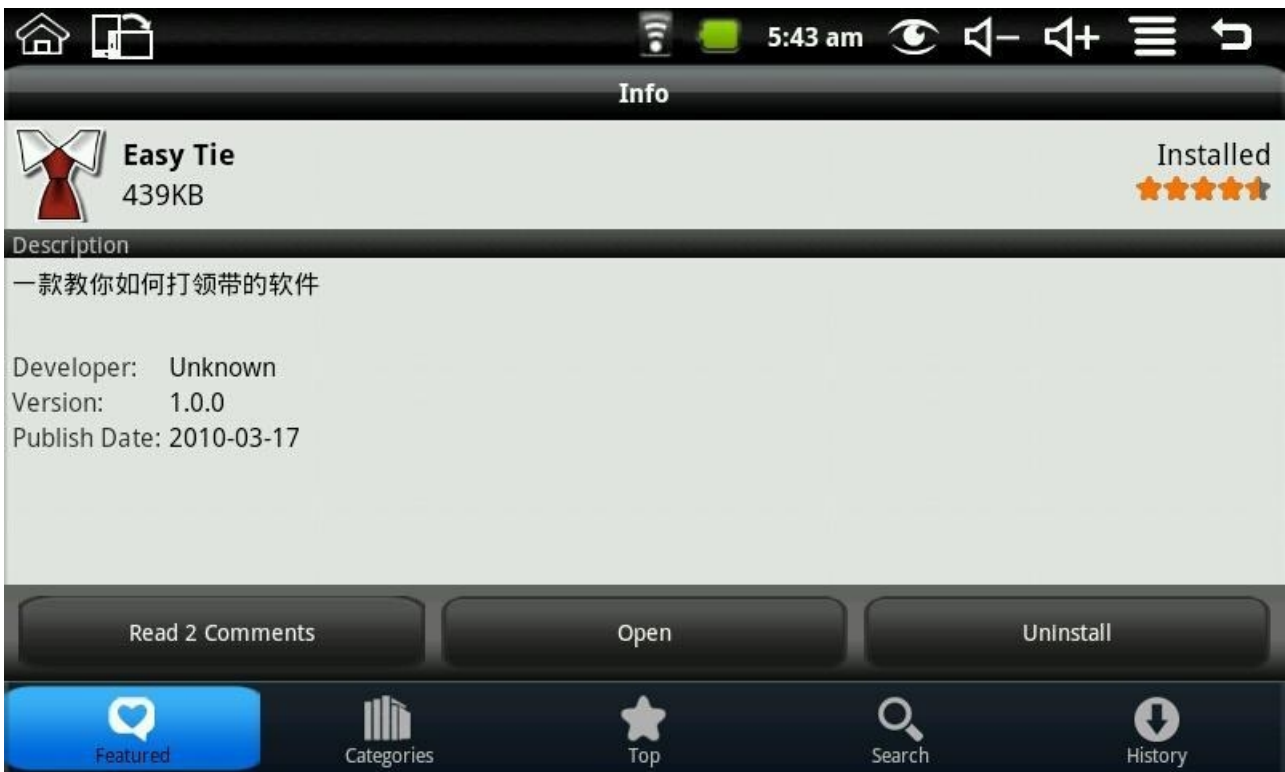 5:43 am
Info
Easy Tie
Installed
439KB
Description
一款教你如何打领带的软件
Developer: Unknown
Version: 1.0.0
Publish Date: 2010-03-17
Read 2 Comments
Open
Uninstall
Featured
Categories
Top
Search
History